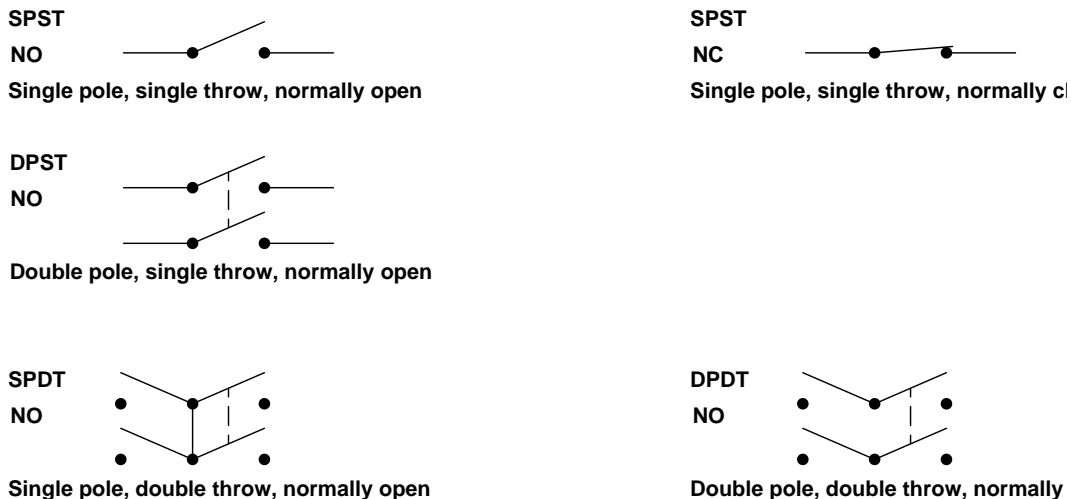 SPST
NO
Single pole, single throw, normally open
SPST
NC
Single pole, single throw, normally
DPST
NO
Double pole, single throw, normally open
SPDT
NO
Single pole, double throw, normally open
DPDT
NO
Double pole, double throw, normally